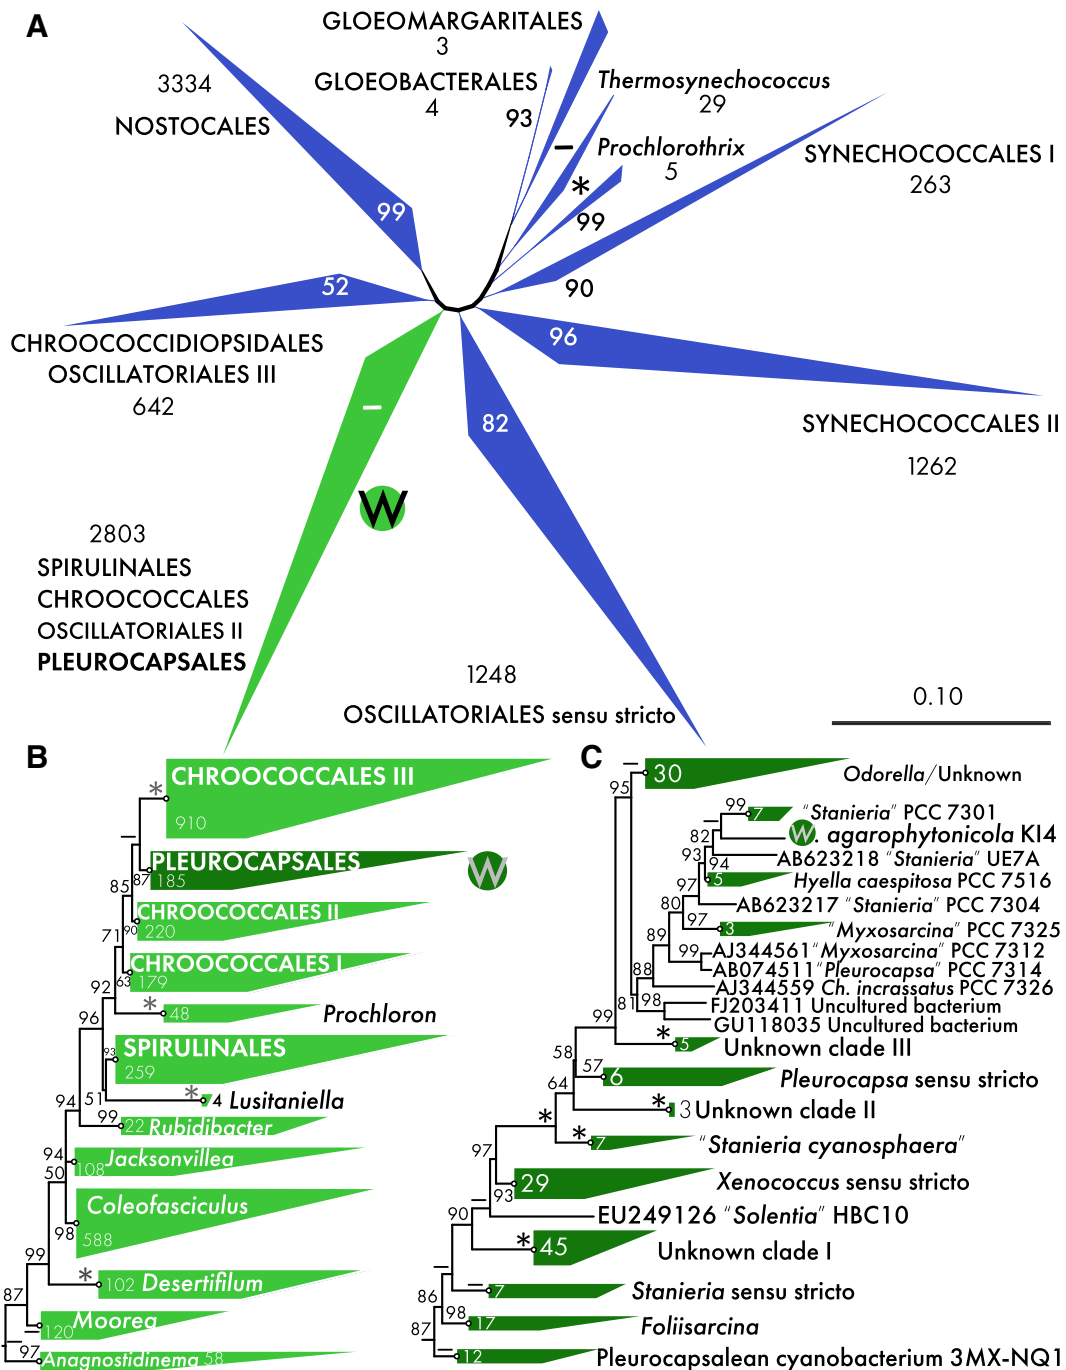 A
GLOEOMARGARITALES
3
GLOEOBACTERALES
4
93
Thermosynechococcus
29
–
Prochlorothrix
5
*
99
3334
NOSTOCALES
99
SYNECHOCOCCALES I
263
90
52
CHROOCOCCIDIOPSIDALES
OSCILLATORIALES III
642
96
SYNECHOCOCCALES II
1262
–
82
W
2803
SPIRULINALES
CHROOCOCCALES
OSCILLATORIALES II
PLEUROCAPSALES
1248
OSCILLATORIALES sensu stricto
0.10
B
CHROOCOCCALES III
*
910
–
PLEUROCAPSALES
87
185
W
85
CHROOCOCCALES II
90
220
71
CHROOCOCCALES I
63
179
92
*
48
Prochloron
96
93
SPIRULINALES
259
51
*
4 Lusitaniella
94
99
22 Rubidibacter
94
108
Jacksonvillea
50
Coleofasciculus
98
588
99
*
102 Desertifilum
87
Moorea
120
–
97
Anagnostidinema 58
–
C
–
30
Odorella/Unknown
95
99
7
"Stanieria" PCC 7301
–
82
W. agarophytonicola KI4
93
AB623218 "Stanieria" UE7A
94
97
5
Hyella caespitosa PCC 7516
80
AB623217 "Stanieria" PCC 7304
97
3
"Myxosarcina" PCC 7325
89
99
AJ344561 "Myxosarcina" PCC 7312
AB074511 "Pleurocapsa" PCC 7314
88
AJ344559 Ch. incrassatus PCC 7326
81
98
FJ203411 Uncultured bacterium
GU118035 Uncultured bacterium
99
*
5
Unknown clade III
58
57
6
Pleurocapsa sensu stricto
64
*
3 Unknown clade II
*
*
7
"Stanieria cyanosphaera"
97
93
29
Xenococcus sensu stricto
–
90
EU249126 "Solentia" HBC10
*
45
Unknown clade I
–
7
Stanieria sensu stricto
86
98
17
Foliisarcina
87
–
12
Pleurocapsalean cyanobacterium 3MX-NQ1